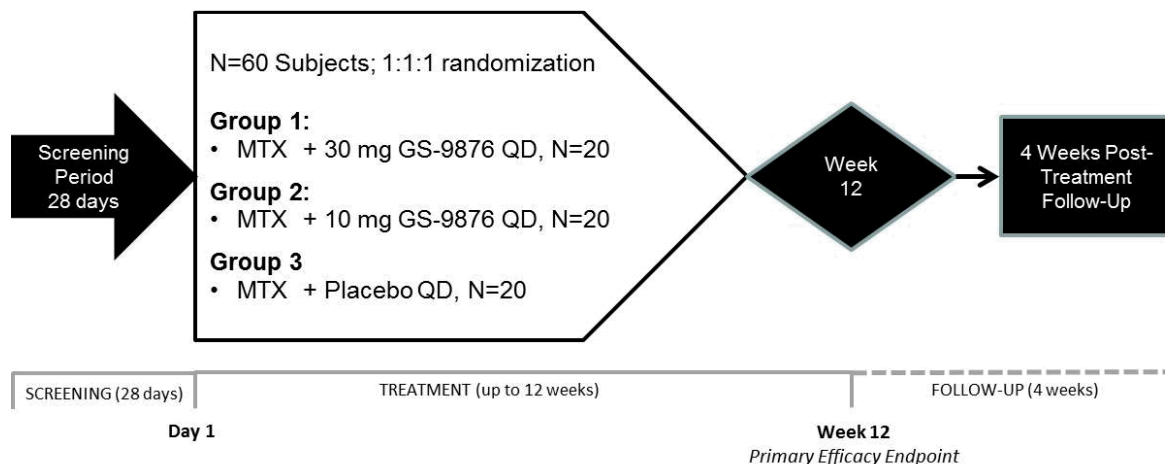 Screening
Period
28 days
N=60 Subjects; 1:1:1 randomization
Group 1:
• MTX + 30 mg GS-9876 QD, N=20
Group 2:
• MTX + 10 mg GS-9876 QD, N=20
Group 3
• MTX + Placebo QD, N=20
Week
12
4 Weeks Post-
Treatment
Follow-Up
SCREENING (28 days)
TREATMENT (up to 12 weeks)
FOLLOW-UP (4 weeks)
Day 1
Week 12
Primary Efficacy Endpoint